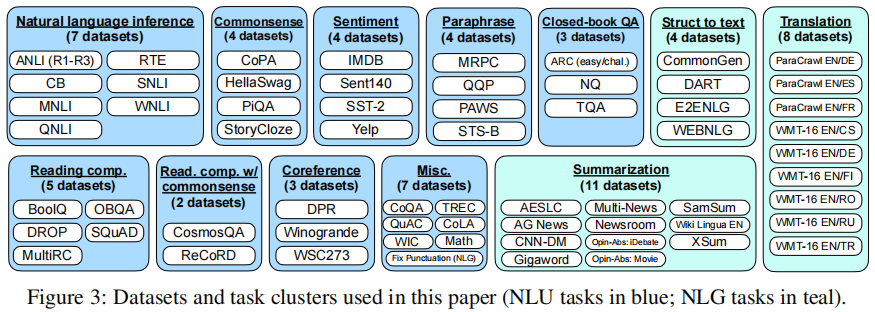 Natural language inference
(7 datasets)
ANLI (R1-R3)
RTE
CB
SNLI
MNLI
WNLI
QNLI
Commonsense
(4 datasets)
CoPA
HellaSwag
PiQA
StoryCloze
Sentiment
(4 datasets)
IMDB
Sent140
SST-2
Yelp
Paraphrase
(4 datasets)
MRPC
QQP
PAWS
STS-B
Closed-book QA
(3 datasets)
ARC (easy/chal.)
NQ
TQA
Struct to text
(4 datasets)
CommonGen
DART
E2ENLG
WEBNLG
Translation
(8 datasets)
ParaCrawl EN/DE
ParaCrawl EN/ES
ParaCrawl EN/FR
WMT-16 EN/CS
WMT-16 EN/DE
WMT-16 EN/FI
WMT-16 EN/RO
WMT-16 EN/RU
WMT-16 EN/TR
Reading comp.
(5 datasets)
BoolQ
OBQA
DROP
SQuAD
MultiRC
Read. comp. w/
commonsense
(2 datasets)
CosmosQA
ReCoRD
Coreference
(3 datasets)
DPR
Winogrande
WSC273
Misc.
(7 datasets)
CoQA
TREC
QuAC
CoLA
WIC
Math
Fix Punctuation (NLG)
Summarization
(11 datasets)
AESLC
Multi-News
SamSum
AG News
Newsroom
Wiki Lingua EN
CNN-DM
Opin-Abs: iDebate
XSum
Gigaword
Opin-Abs: Movie
Figure 3: Datasets and task clusters used in this paper (NLU tasks in blue; NLG tasks in teal).